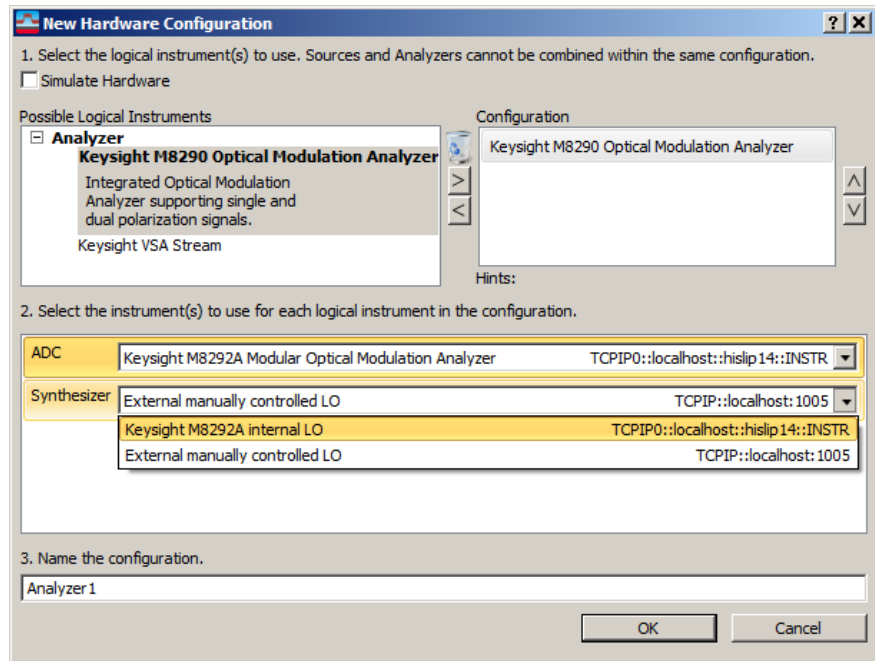 New Hardware Configuration
1. Select the logical instrument(s) to use. Sources and Analyzers cannot be combined within the same configuration.
Simulate Hardware
Possible Logical Instruments
Analyzer
Keysight M8290 Optical Modulation Analyzer
Integrated Optical Modulation
Analyzer supporting single and
dual polarization signals.
Keysight VSA Stream
Configuration
Keysight M8290 Optical Modulation Analyzer
Hints:
2. Select the instrument(s) to use for each logical instrument in the configuration.
ADC Keysight M8292A Modular Optical Modulation Analyzer TCPIP0::localhost::hislip14::INSTR
Synthesizer External manually controlled LO TCPIP::localhost:1005
Keysight M8292A internal LO TCPIP0::localhost::hislip14::INSTR
External manually controlled LO TCPIP::localhost:1005
3. Name the configuration.
Analyzer1
OK Cancel